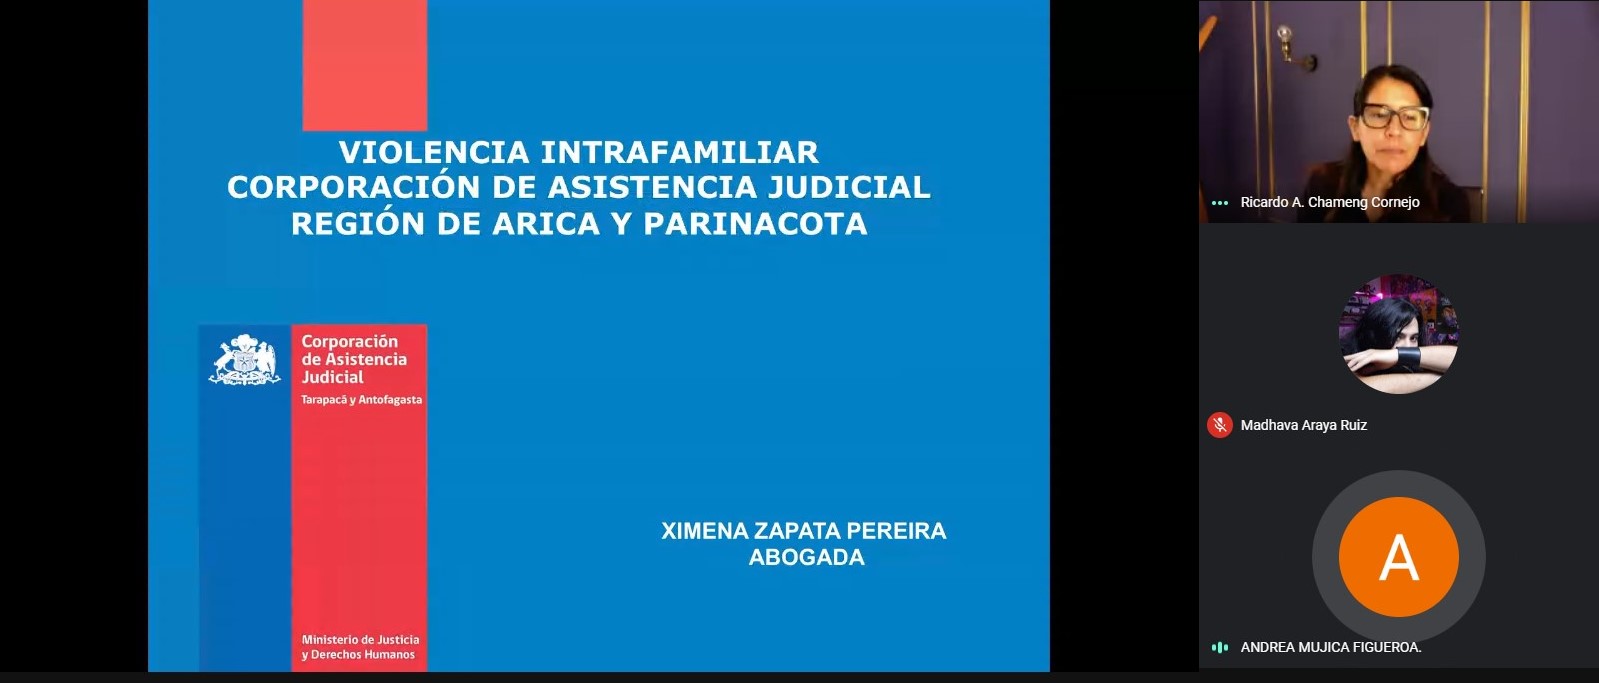 VIOLENCIA INTRAFAMILIAR
CORPORACIÓN DE ASISTENCIA JUDICIAL
REGIÓN DE ARICA Y PARINACOTA
Corporación
de Asistencia
Judicial
Tarapacá y Antofagasta
XIMENA ZAPATA PEREIRA
ABOGADA
Ministerio de Justicia
y Derechos Humanos
Ricardo A. Chameng Cornejo
Madhava Araya Ruiz
A
ANDREA MUJICA FIGUEROA.